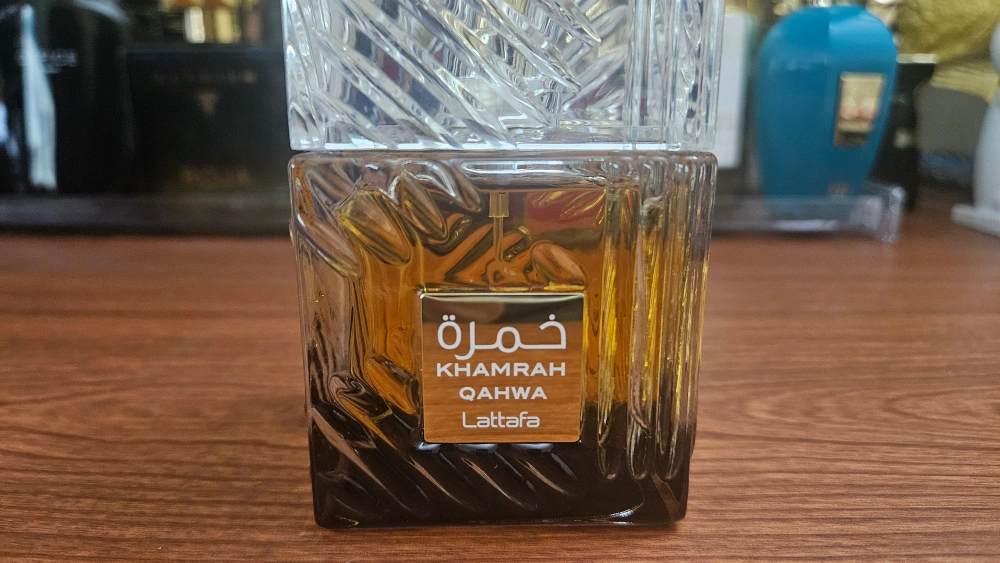 خمرة
KHAMRAH
QAHWA
Lattafa